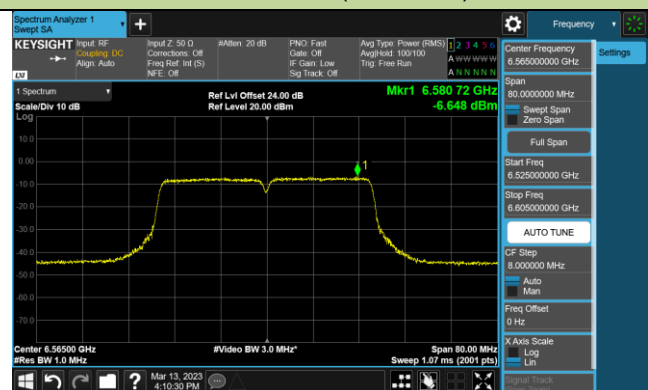 Spectrum Analyzer 1
Swept SA
Frequency
KEYSIGHT
Input: RF
Coupling: DC
Align: Auto
Input Z: 50 Ω
Corrections: Off
Freq Ref: Int (S)
NFE: Off
#Atten: 20 dB
PNO: Fast
Gate: Off
IF Gain: Low
Sig Track: Off
Avg Type: Power (RMS)
Avg|Hold: 100/100
Trig: Free Run
1 2 3 4 5 6
A W W W W W
A N N N N N
LXI
Center Frequency
6.565000000 GHz
Settings
1 Spectrum
Scale/Div 10 dB
Log
Ref Lvl Offset 24.00 dB
Ref Level 20.00 dBm
Mkr1 6.580 72 GHz
-6.648 dBm
10.0
0.00
-10.0
-20.0
-30.0
-40.0
-50.0
-60.0
-70.0
1
Span
80.0000000 MHz
Swept Span
Zero Span
Full Span
Start Freq
6.525000000 GHz
Stop Freq
6.605000000 GHz
AUTO TUNE
CF Step
8.000000 MHz
Auto
Man
Freq Offset
0 Hz
X Axis Scale
Log
Lin
Signal Track
Center 6.56500 GHz
#Res BW 1.0 MHz
#Video BW 3.0 MHz*
Span 80.00 MHz
Sweep 1.07 ms (2001 pts)
?
Mar 13, 2023
4:10:30 PM